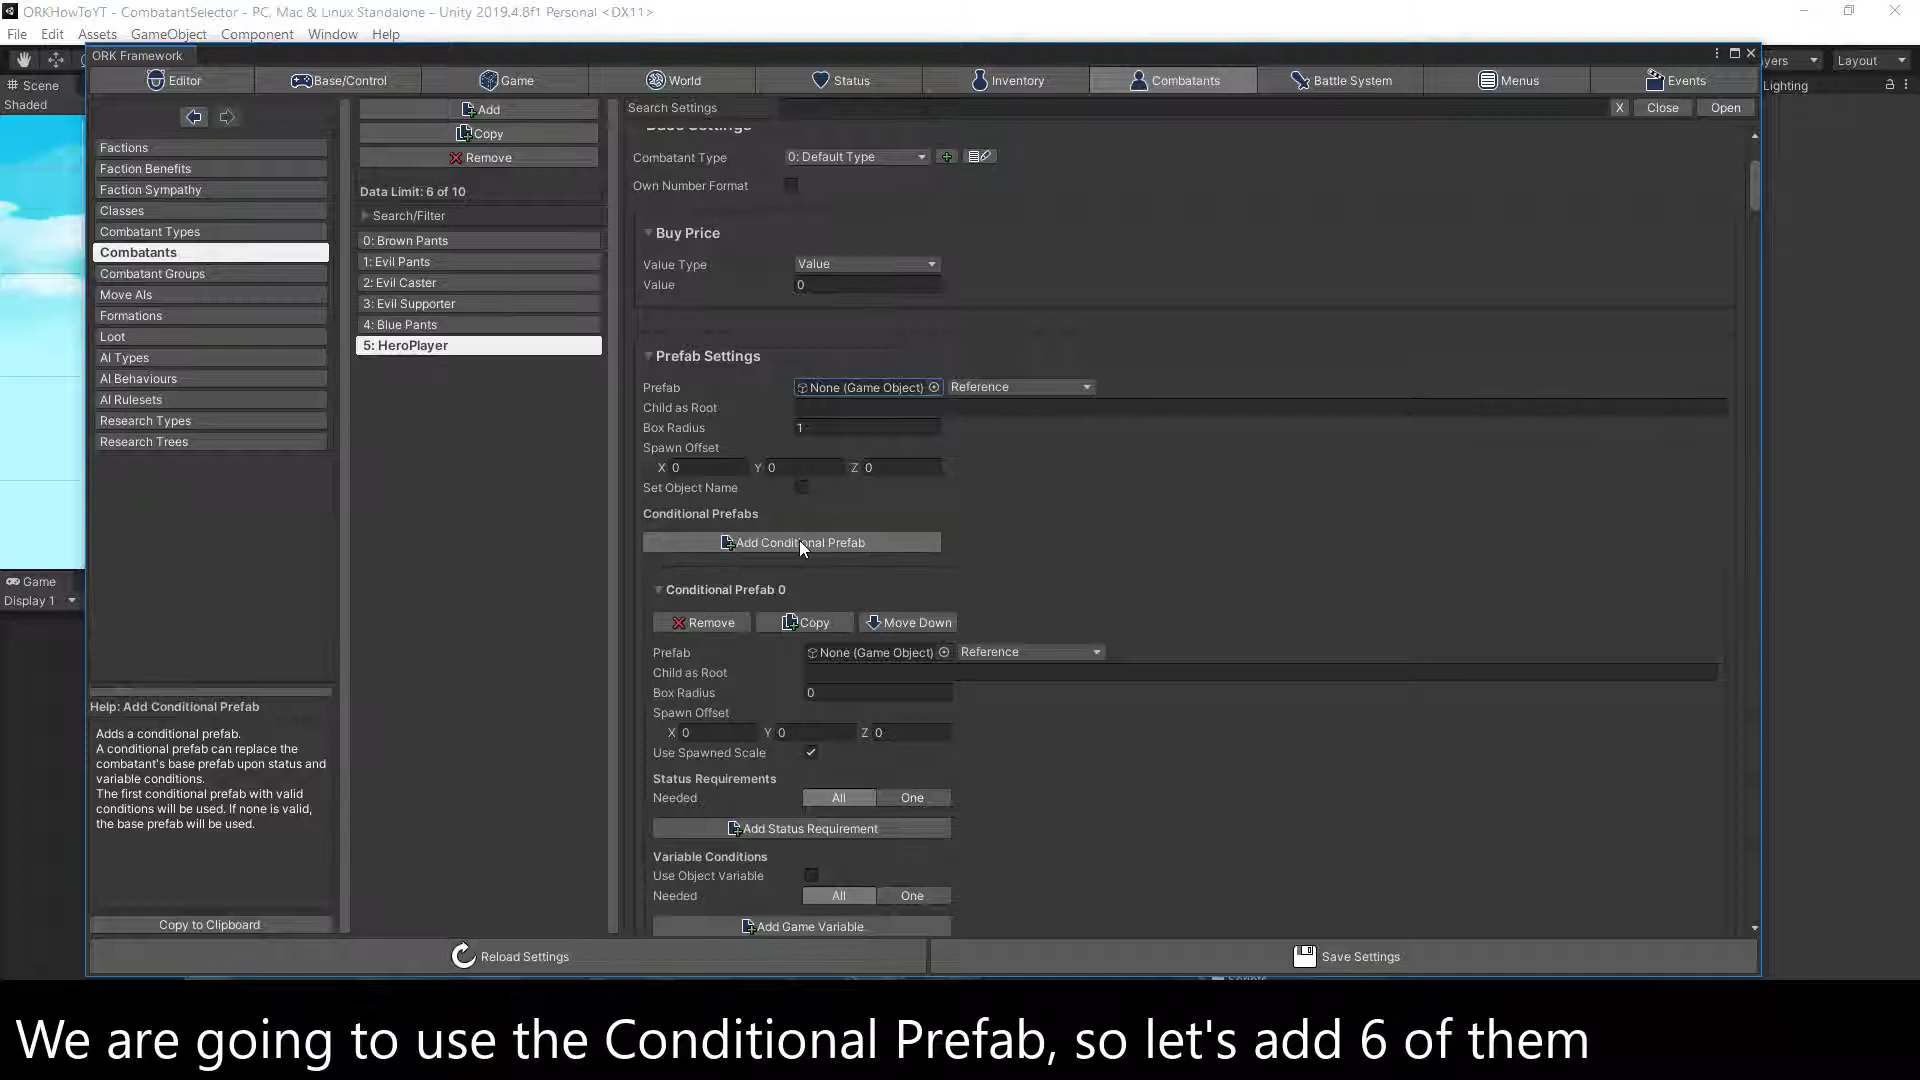 ORKHowToYT - CombatantSelector - PC, Mac & Linux Standalone - Unity 2019.4.8f1 Personal <DX11>
File Edit Assets GameObject Component Window Help
ORK Framework
Layout
Editor Base/Control Game World Status Inventory Combatants Battle System Menus Events
# Scene
Lighting
Shaded
Add
Copy
Remove
Search Settings X Close Open
Base Settings
Factions
Faction Benefits
Faction Sympathy
Classes
Combatant Types
Combatants
Combatant Groups
Move AIs
Formations
Loot
AI Types
AI Behaviours
AI Rulesets
Research Types
Research Trees
Data Limit: 6 of 10
Search/Filter
0: Brown Pants
1: Evil Pants
2: Evil Caster
3: Evil Supporter
4: Blue Pants
5: HeroPlayer
Combatant Type 0: Default Type
Own Number Format
Buy Price
Value Type Value
Value 0
Prefab Settings
Prefab None (Game Object) Reference
Child as Root
Box Radius 1
Spawn Offset
X 0 Y 0 Z 0
Set Object Name
Conditional Prefabs
Add Conditional Prefab
Conditional Prefab 0
Remove Copy Move Down
Prefab None (Game Object) Reference
Child as Root
Box Radius 0
Spawn Offset
X 0 Y 0 Z 0
Use Spawned Scale
Status Requirements
Needed All One
Add Status Requirement
Variable Conditions
Use Object Variable
Needed All One
Add Game Variable
Game
Display 1
Help: Add Conditional Prefab
Adds a conditional prefab.
A conditional prefab can replace the
combatant's base prefab upon status and
variable conditions.
The first conditional prefab with valid
conditions will be used. If none is valid,
the base prefab will be used.
Copy to Clipboard
Reload Settings Save Settings
We are going to use the Conditional Prefab, so let's add 6 of them